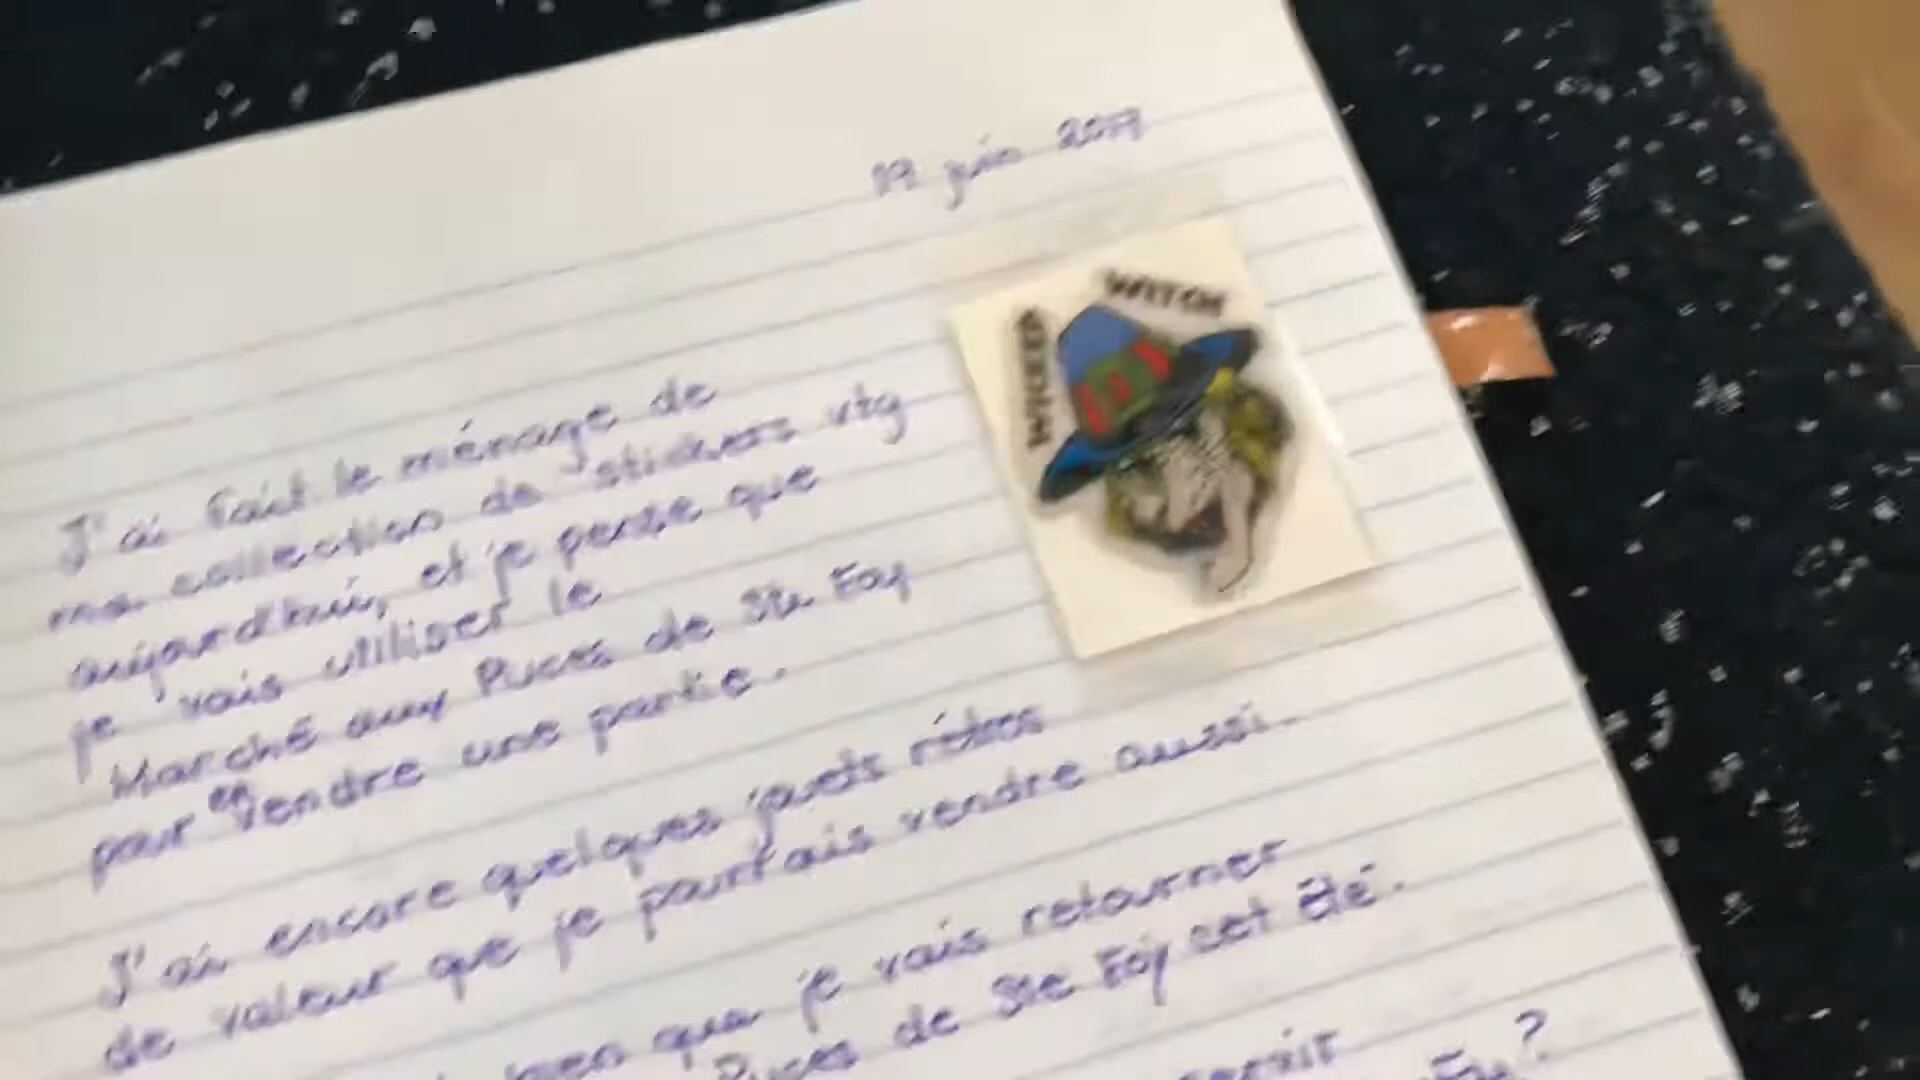 juin 2017
WICKED WITCH
J'ai fait le ménage de
ma collection de stickers vtg
aujourd'hui, et je pense que
je vais utiliser le
Marché aux Puces de Ste Foy
pour en vendre une partie.
J'ai encore quelques jouets rétros
de valeur que je pourrais vendre aussi.
bien que je vais retourner
Puces de Ste Foy cet été.